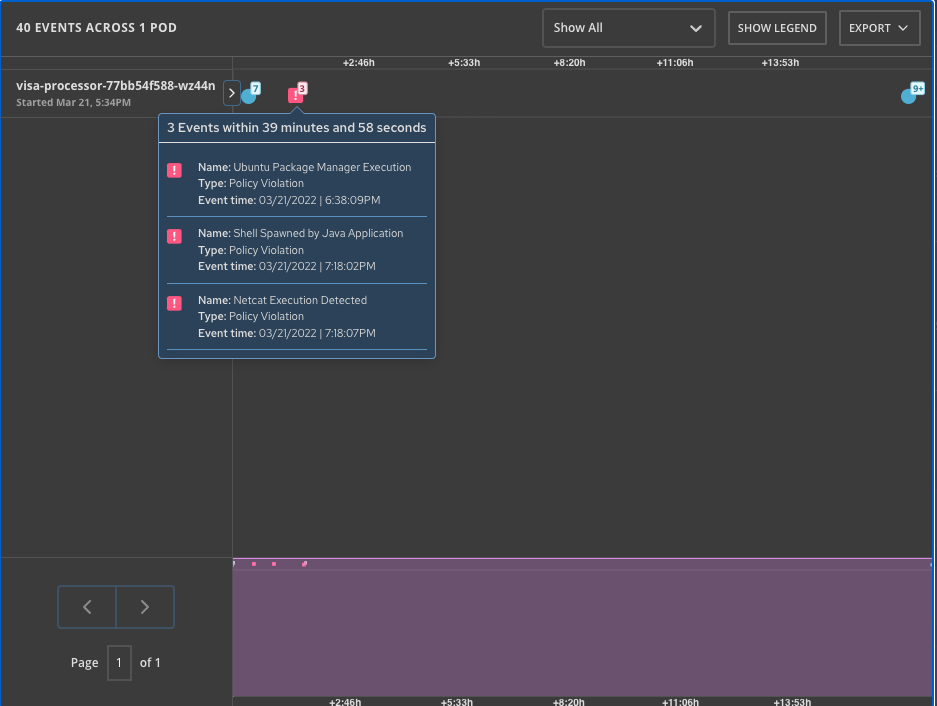 40 EVENTS ACROSS 1 POD
Show All
SHOW LEGEND
EXPORT
+2:46h +5:33h +8:20h +11:06h +13:53h
visa-processor-77bb54f588-wz44n
Started Mar 21, 5:34PM
7
3
9+
3 Events within 39 minutes and 58 seconds
Name: Ubuntu Package Manager Execution
Type: Policy Violation
Event time: 03/21/2022 | 6:38:09PM
Name: Shell Spawned by Java Application
Type: Policy Violation
Event time: 03/21/2022 | 7:18:02PM
Name: Netcat Execution Detected
Type: Policy Violation
Event time: 03/21/2022 | 7:18:07PM
Page 1 of 1
+2:46h +5:33h +8:20h +11:06h +13:53h